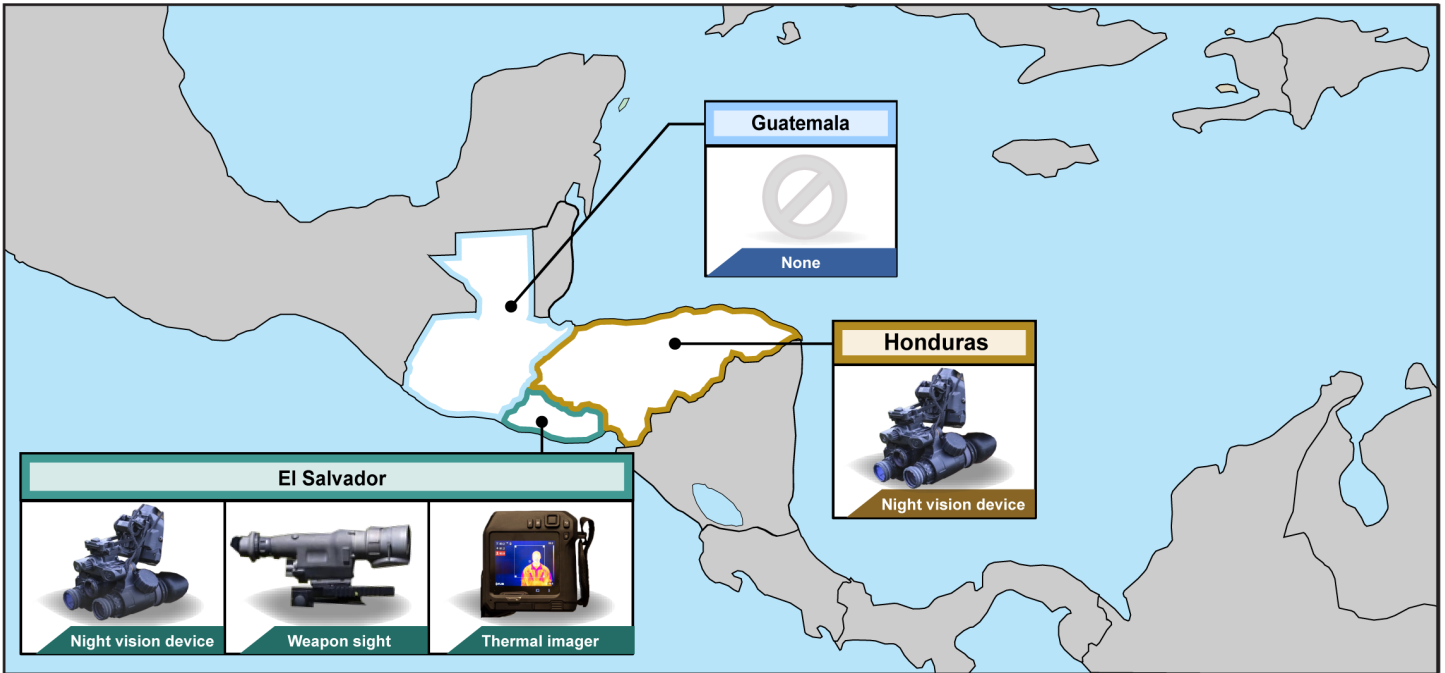 Guatemala
None
Honduras
Night vision device
El Salvador
Night vision device
Weapon sight
Thermal imager